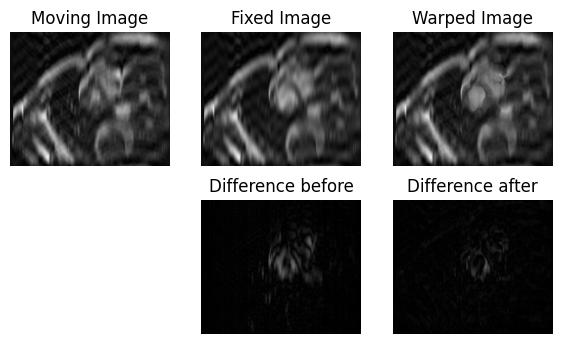 Moving Image
Fixed Image
Warped Image
Difference before
Difference after